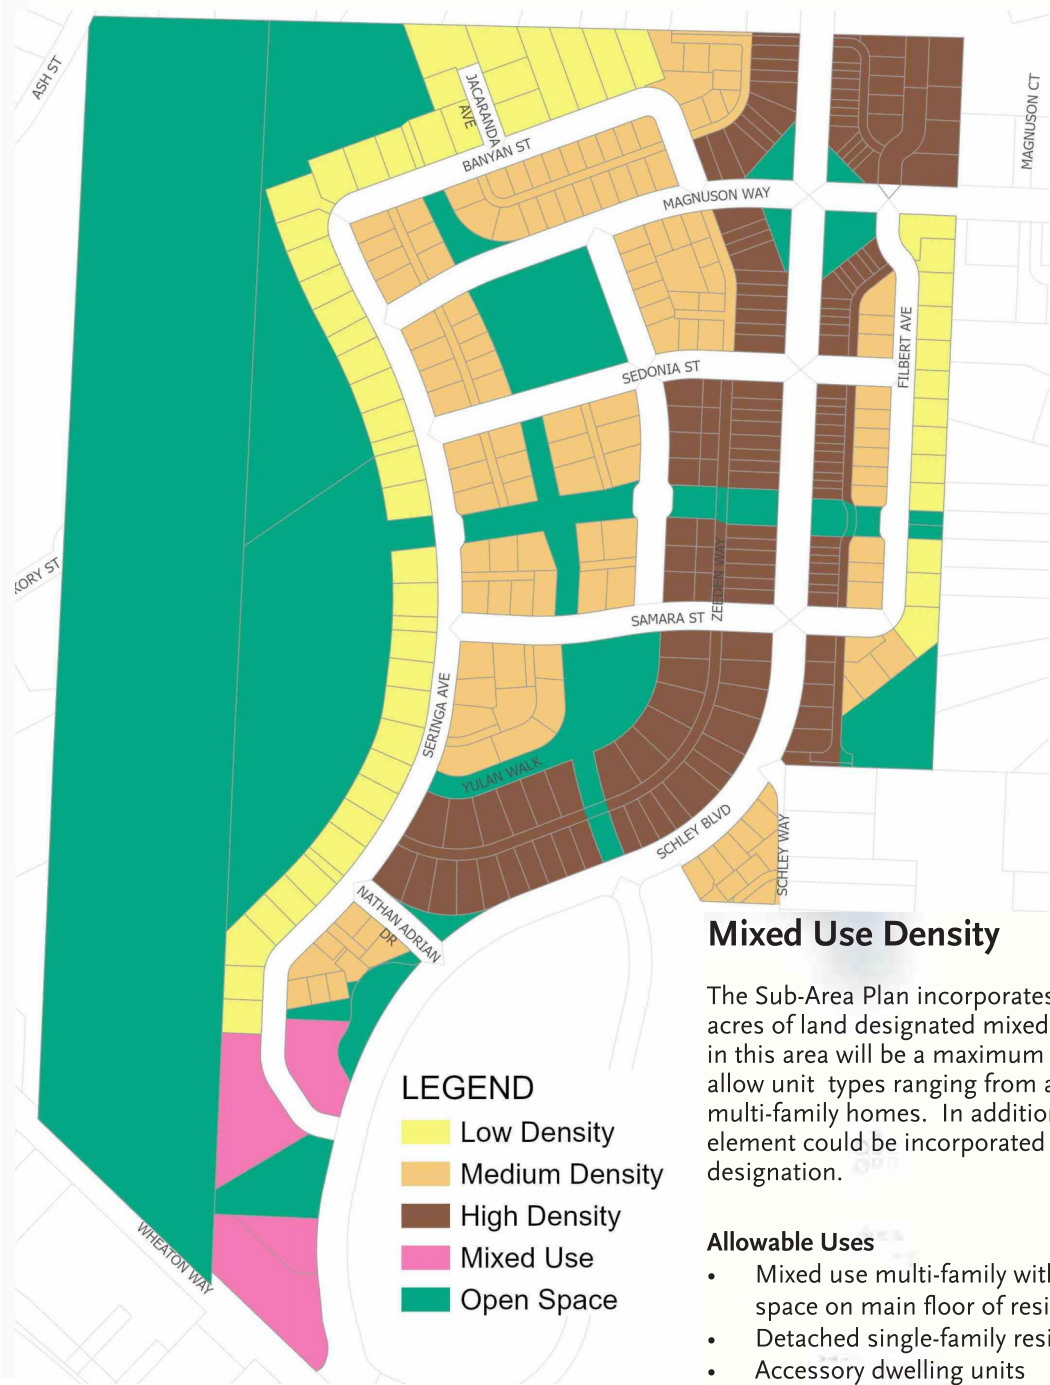 ASH ST
JACARANDA
AVE
BANYAN ST
MAGNUSON CT
MAGNUSON WAY
FILBERT AVE
SEDONIA ST
KORY ST
ZEEDEN WAY
SAMARA ST
SERINGA AVE
YULAN WALK
SCHLEY BLVD
SCHLEY WAY
NATHAN ADRIAN
DR
WHEATON WAY
LEGEND
Low Density
Medium Density
High Density
Mixed Use
Open Space
Mixed Use Density
The Sub-Area Plan incorporates
acres of land designated mixed
in this area will be a maximum
allow unit types ranging from a
multi-family homes. In addition
element could be incorporated
designation.
Allowable Uses
• Mixed use multi-family with
space on main floor of resi
• Detached single-family resi
• Accessory dwelling units